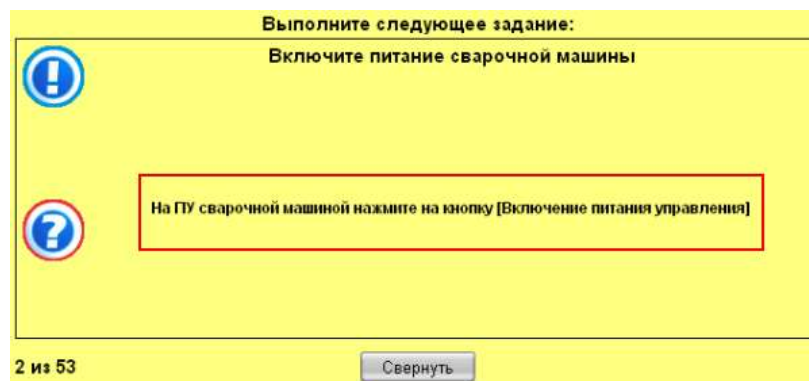 Выполните следующее задание:
Включите питание сварочной машины
На ПУ сварочной машиной нажмите на кнопку [Включение питания управления]
2 из 53
Свернуть